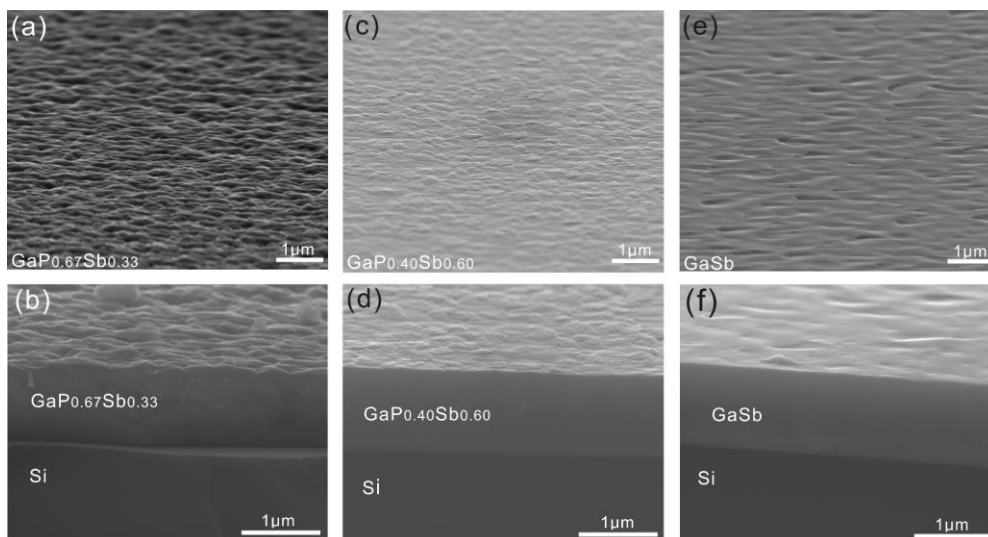 (a)
1µm
GaP0.67Sb0.33
(c)
1µm
GaP0.40Sb0.60
(e)
1µm
GaSb
(b)
GaP0.67Sb0.33
Si
1µm
(d)
GaP0.40Sb0.60
Si
1µm
(f)
GaSb
Si
1µm